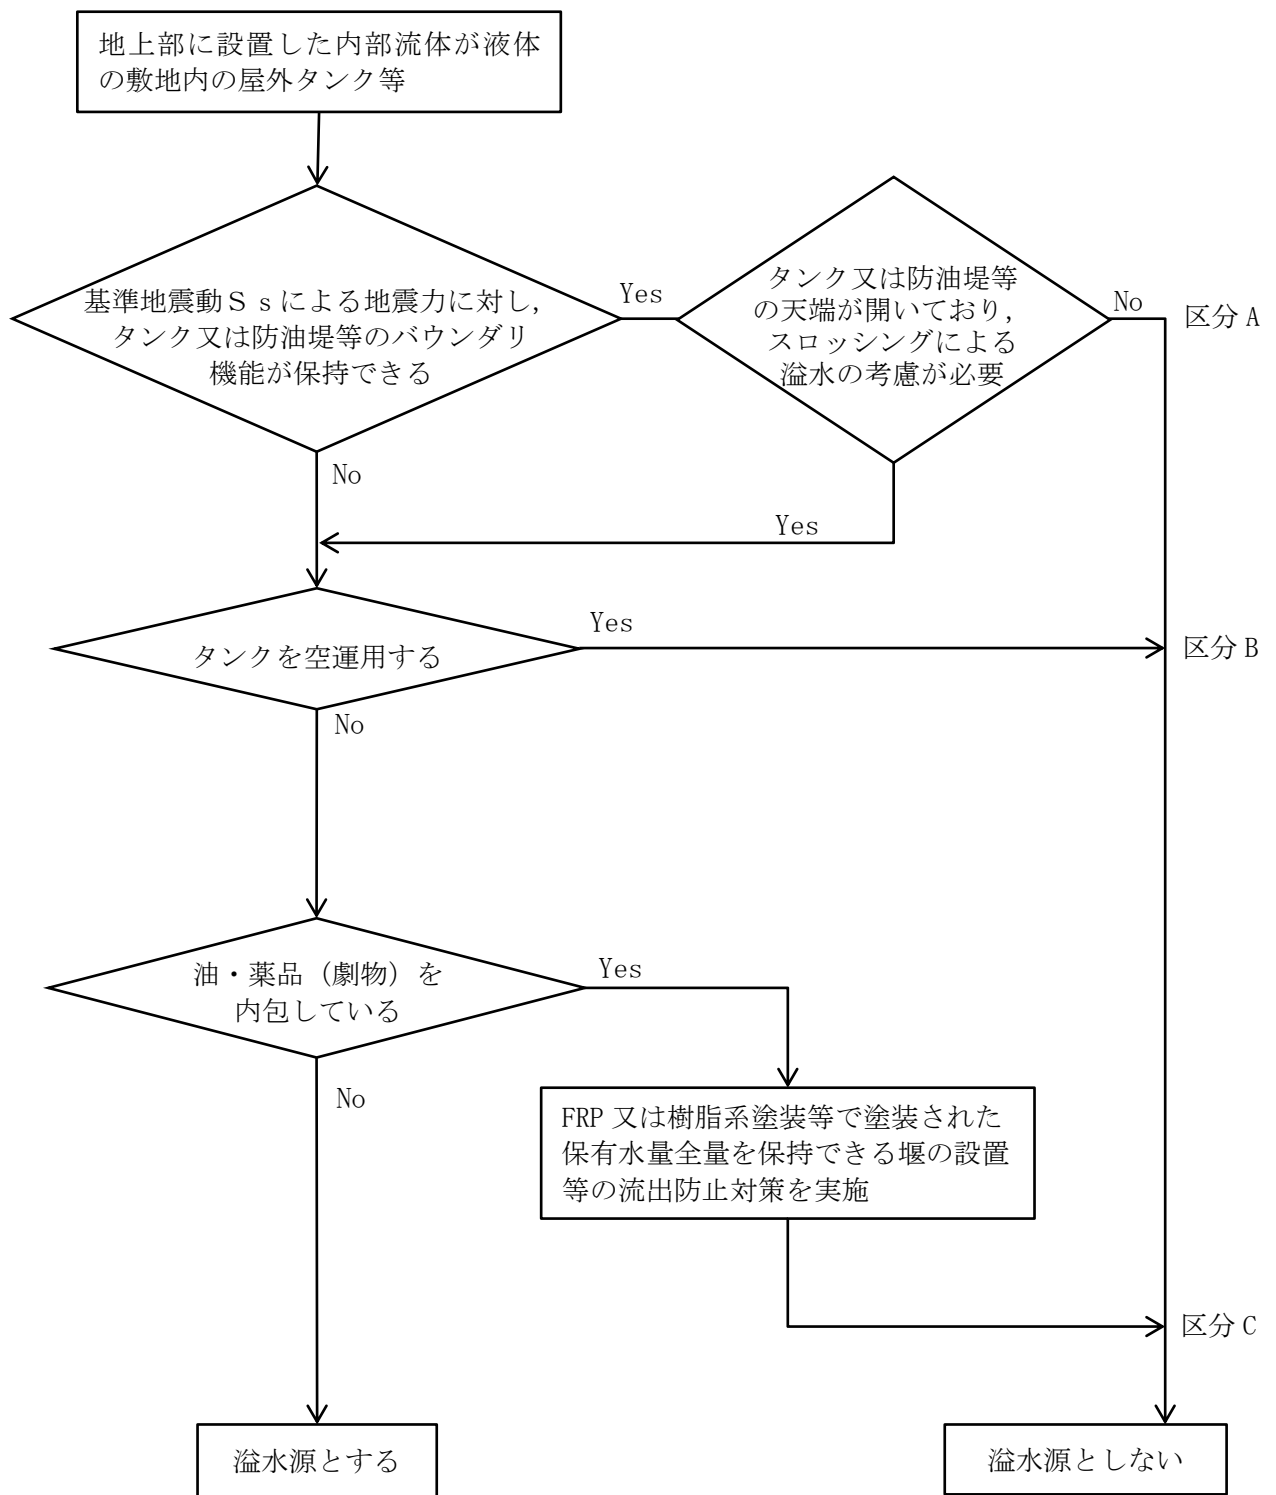 地上部に設置した内部流体が液体
の敷地内の屋外タンク等
基準地震動Ｓｓによる地震力に対し,
タンク又は防油堤等のバウンダリ
機能が保持できる
Yes
タンク又は防油堤等
の天端が開いており,
スロッシングによる
溢水の考慮が必要
No
区分 A
No
Yes
タンクを空運用する
Yes
区分 B
No
油・薬品（劇物）を
内包している
Yes
No
FRP 又は樹脂系塗装等で塗装された
保有水量全量を保持できる堰の設置
等の流出防止対策を実施
区分 C
溢水源とする
溢水源としない